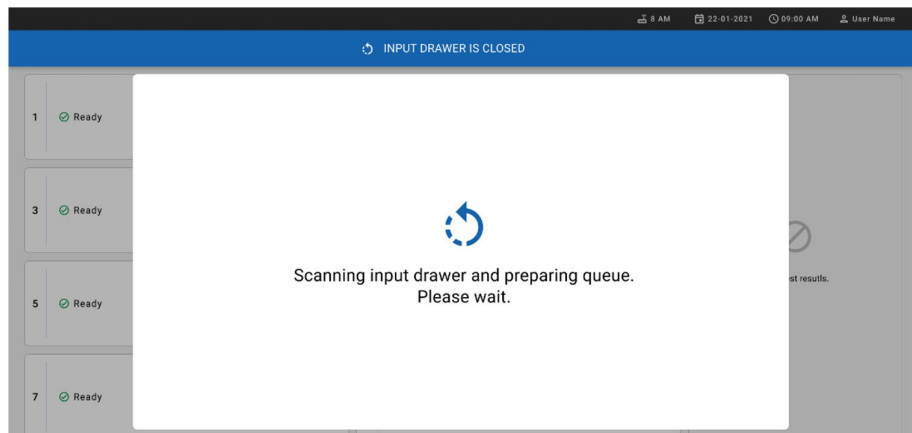 8 AM 22-01-2021 09:00 AM User Name
INPUT DRAWER IS CLOSED
1 Ready
3 Ready
Scanning input drawer and preparing queue.
Please wait.
st resutls.
5 Ready
7 Ready